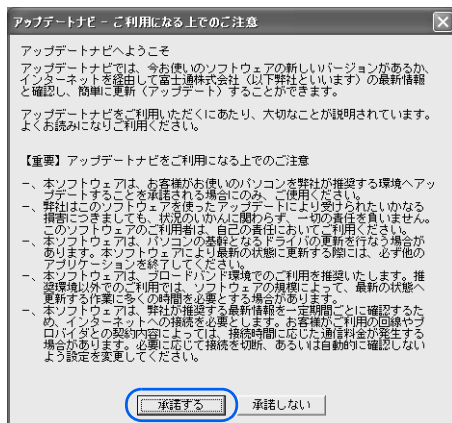 アップデートナビ - ご利用になる上でのご注意
アップデートナビへようこそ
アップデートナビでは、今お使いのソフトウェアの新しいバージョンがあるか、
インターネットを経由して富士通株式会社（以下弊社といいます）の最新情報
と確認し、簡単に更新（アップデート）することができます。
アップデートナビをご利用いただくにあたり、大切なことが説明されています。
よくお読みになりご利用ください。
【重要】アップデートナビをご利用になる上でのご注意
-、本ソフトウェアは、お客様がお使いのパソコンを弊社が推奨する環境へアッ
プデートすることを承諾される場合にのみ、ご使用ください。
-、弊社はこのソフトウェアを使ったアップデートにより受けられたいかなる
損害につきましても、状況のいかんに関わらず、一切の責任を負いません。
このソフトウェアのご利用者は、自己の責任においてご利用ください。
-、本ソフトウェアは、パソコンの基幹となるドライバの更新を行なう場合が
あります。本ソフトウェアにより最新の状態に更新する際には、必ず他の
アプリケーションを終了してください。
-、本ソフトウェアは、ブロードバンド環境でのご利用を推奨いたします。推
奨環境以外でのご利用では、ソフトウェアの規模によって、最新の状態へ
更新する作業に多くの時間を必要とする場合があります。
-、本ソフトウェアは、弊社が推奨する最新情報を一定期間ごとに確認するた
め、インターネットへの接続を必要とします。お客様がご利用の回線やプ
ロバイダとの契約内容によっては、接続時間に応じた通信料金が発生する
場合があります。必要に応じて接続を切断、あるいは自動的に確認しない
よう設定を変更してください。
承諾する 承諾しない